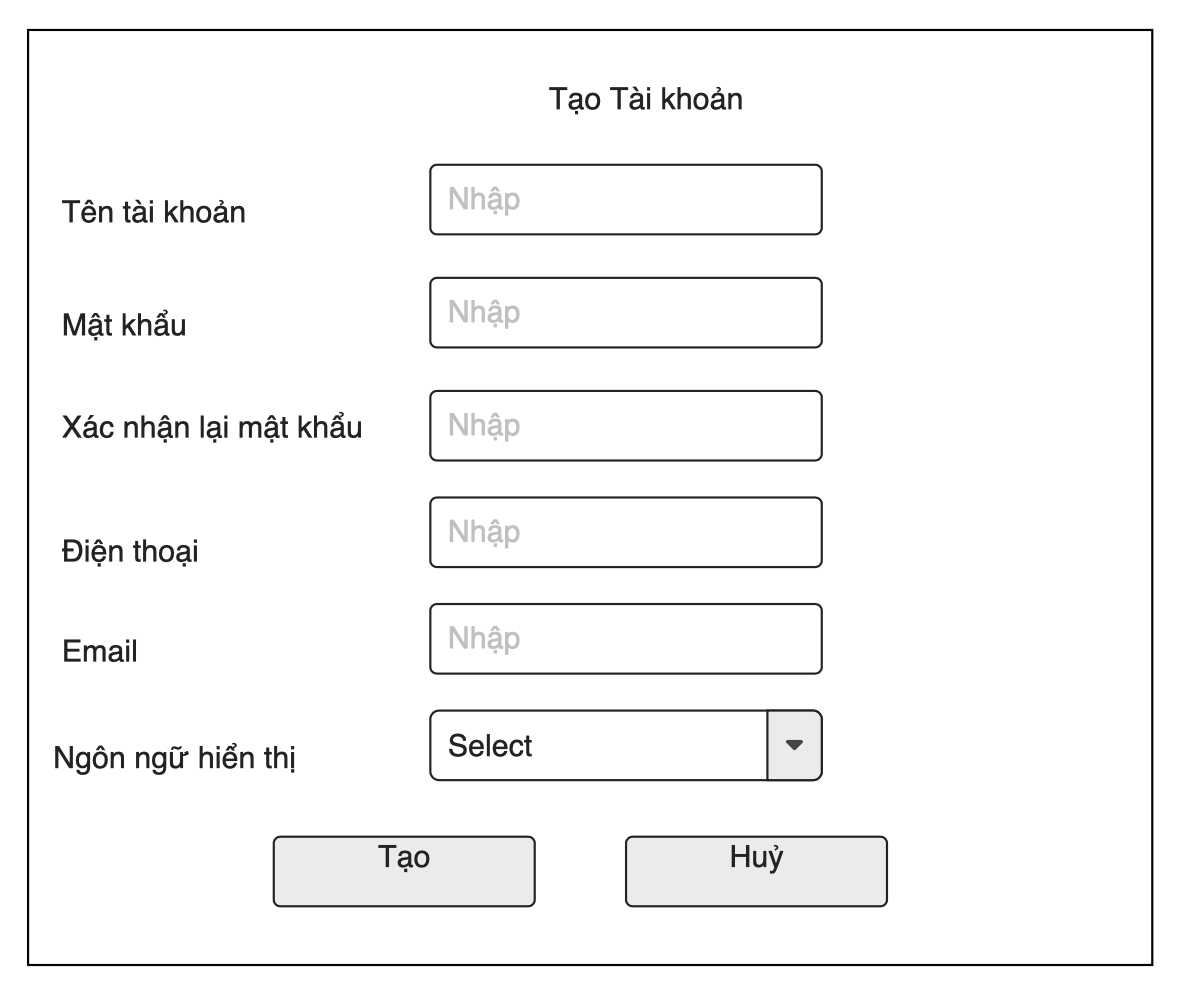 Tạo Tài khoản
Tên tài khoản
Nhập
Mật khẩu
Nhập
Xác nhận lại mật khẩu
Nhập
Điện thoại
Nhập
Email
Nhập
Ngôn ngữ hiển thị
Select
Tạo
Huỷ